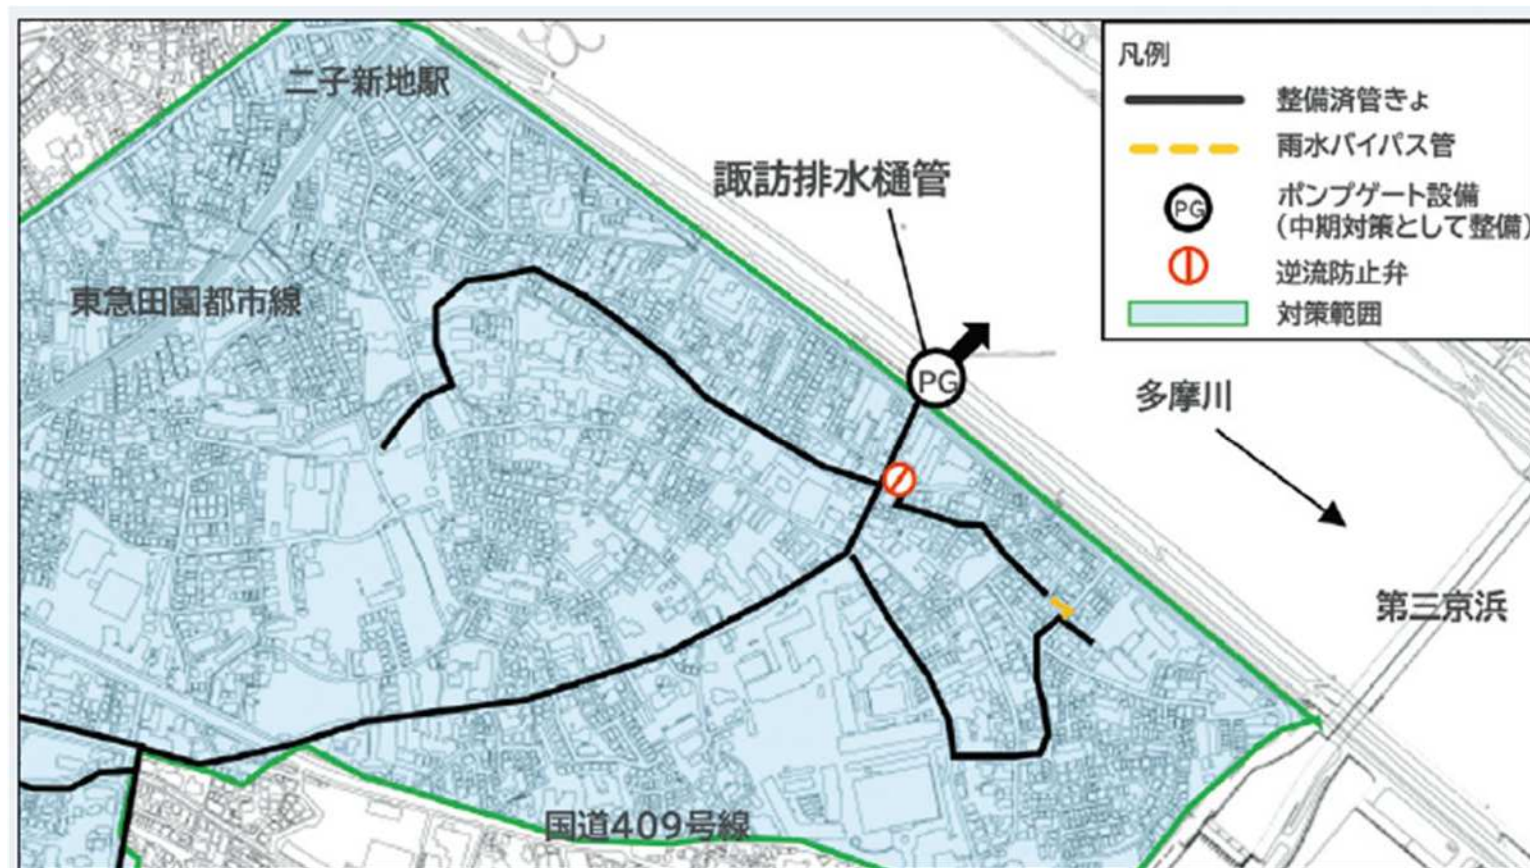 凡例
整備済管きょ
雨水バイパス管
PG
ポンプゲート設備
(中期対策として整備)
逆流防止弁
対策範囲
二子新地駅
諏訪排水樋管
東急田園都市線
PG
多摩川
第三京浜
国道409号線